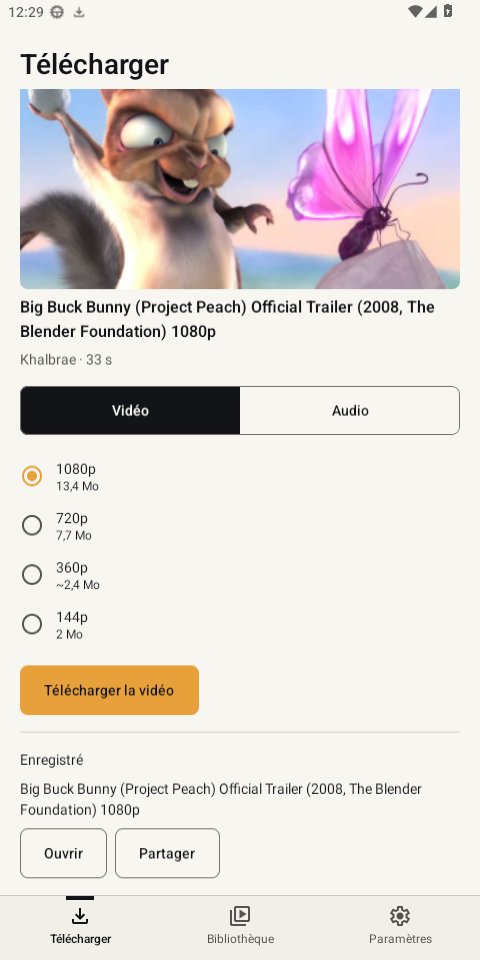 12:29
Télécharger
Big Buck Bunny (Project Peach) Official Trailer (2008, The
Blender Foundation) 1080p
Khalbrae · 33 s
Vidéo
Audio
1080p
13,4 Mo
720p
7,7 Mo
360p
~2,4 Mo
144p
2 Mo
Télécharger la vidéo
Enregistré
Big Buck Bunny (Project Peach) Official Trailer (2008, The Blender
Foundation) 1080p
Ouvrir
Partager
Télécharger
Bibliothèque
Paramètres